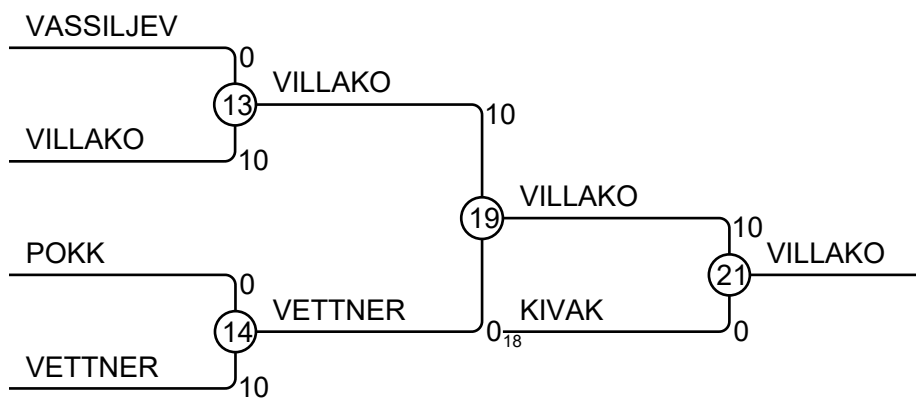 VASSILJEV
0
13
VILLAKO
10
VILLAKO
10
19
VILLAKO
10
21
VILLAKO
POKK
0
14
VETTNER
0
18
KIVAK
0
VETTNER
10